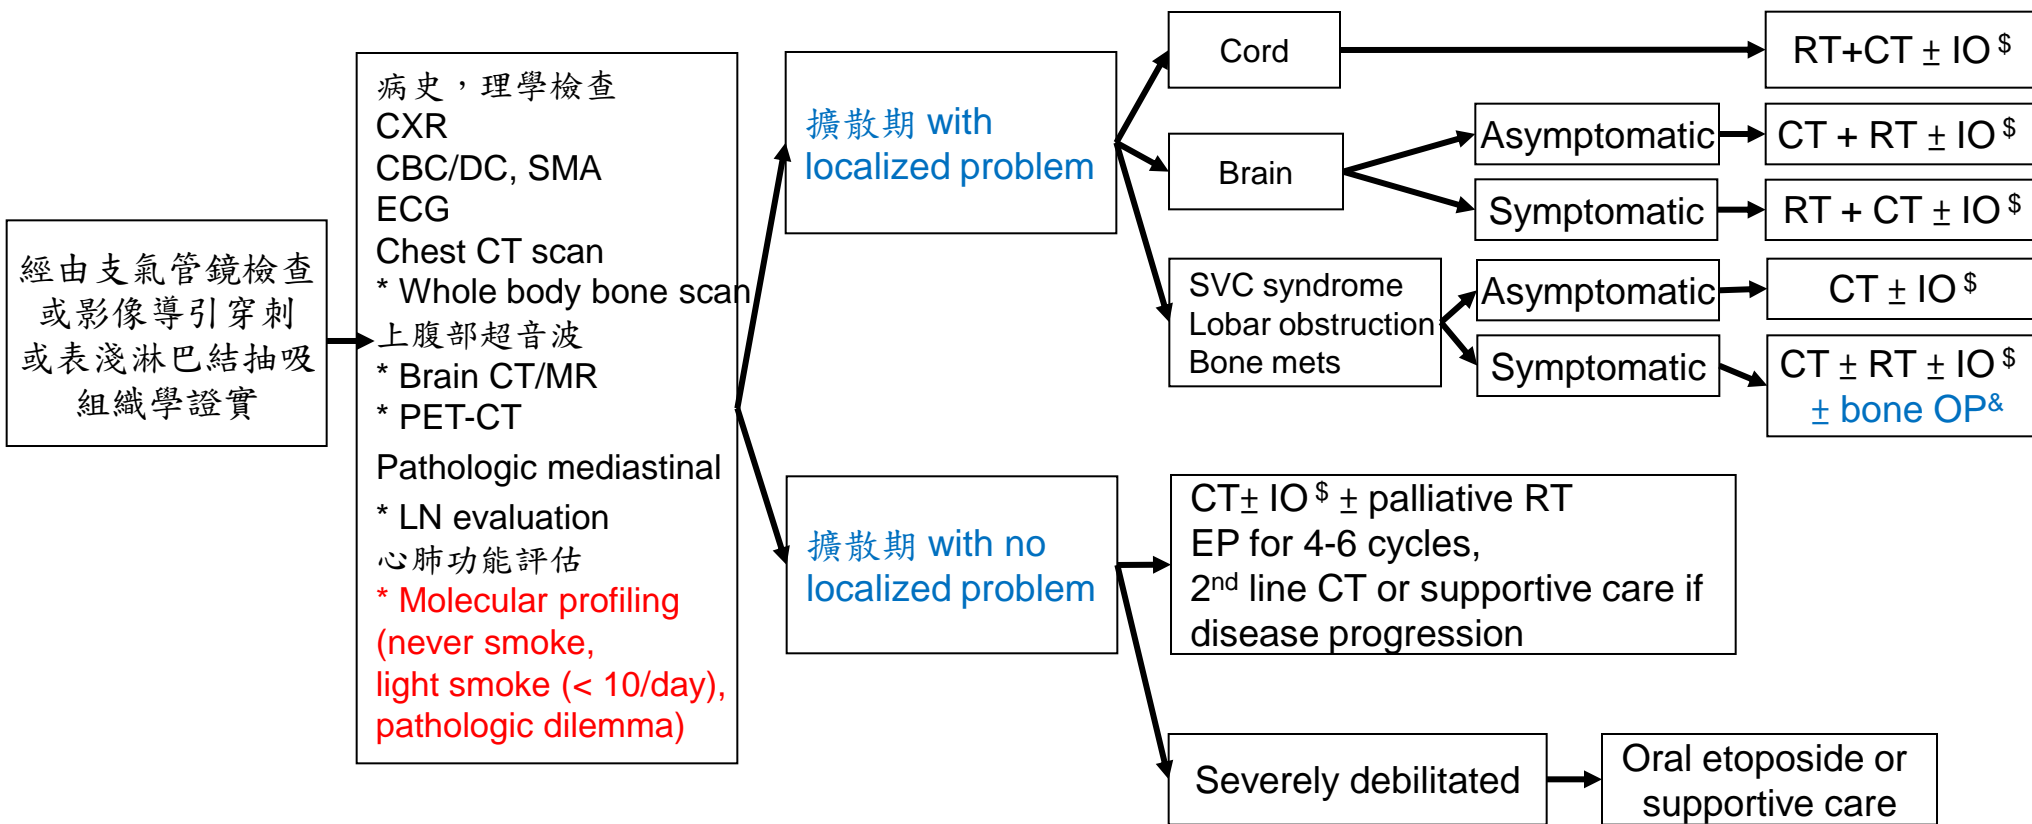 經由支氣管鏡檢查
或影像導引穿刺
或表淺淋巴結抽吸
組織學證實
病史，理學檢查
CXR
CBC/DC, SMA
ECG
Chest CT scan
* Whole body bone scan
上腹部超音波
* Brain CT/MR
* PET-CT
Pathologic mediastinal
* LN evaluation
心肺功能評估
* Molecular profiling
(never smoke,
light smoke (< 10/day),
pathologic dilemma)
擴散期 with
localized problem
Cord
RT+CT ± IO $
Brain
Asymptomatic
CT + RT ± IO $
Symptomatic
RT + CT ± IO $
SVC syndrome
Lobar obstruction
Bone mets
Asymptomatic
CT ± IO $
Symptomatic
CT ± RT ± IO $
± bone OP&
擴散期 with no
localized problem
CT± IO $ ± palliative RT
EP for 4-6 cycles,
2nd line CT or supportive care if
disease progression
Severely debilitated
Oral etoposide or
supportive care